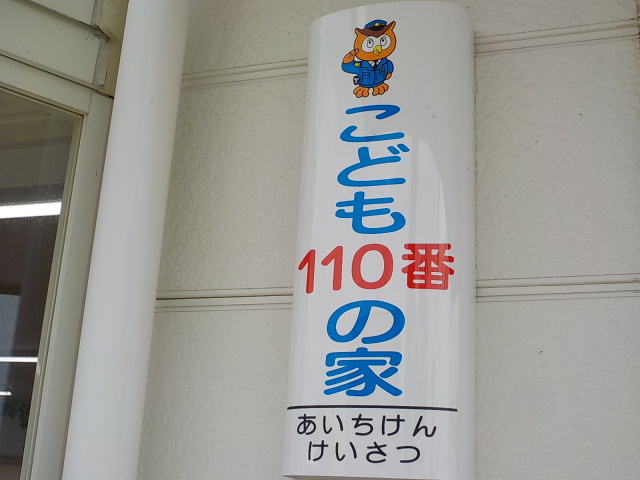 こども
110番
の家
あいちけん
けいさつ